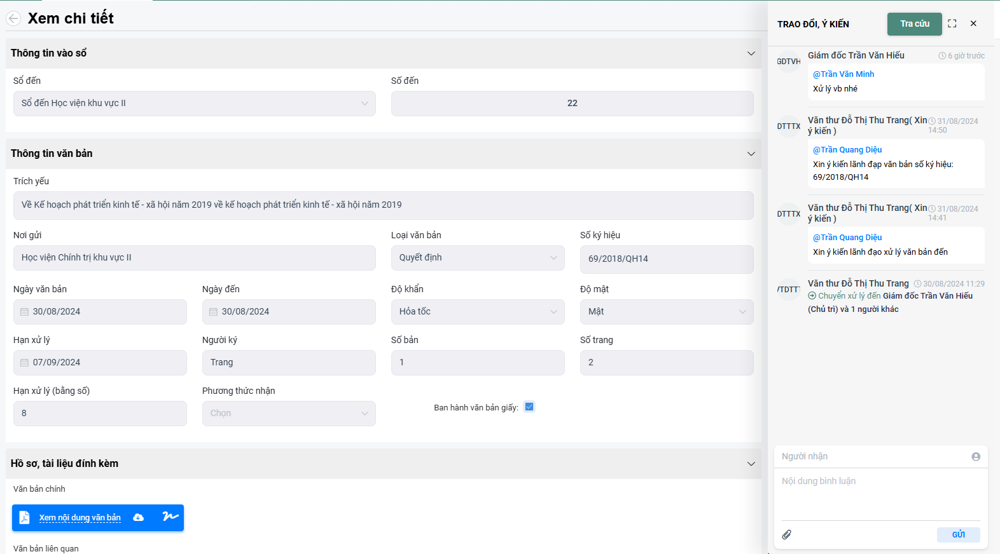 Xem chi tiết
Thông tin vào sổ
Sổ đến
Số đến
Sổ đến Học viện khu vực II
22
Thông tin văn bản
Trích yếu
Về Kế hoạch phát triển kinh tế - xã hội năm 2019 về kế hoạch phát triển kinh tế - xã hội năm 2019
Nơi gửi
Loại văn bản
Số ký hiệu
Học viện Chính trị khu vực II
Quyết định
69/2018/QH14
Ngày văn bản
Ngày đến
Độ khẩn
Độ mật
30/08/2024
30/08/2024
Hỏa tốc
Mật
Hạn xử lý
Người ký
Số bản
Số trang
07/09/2024
Trang
1
2
Hạn xử lý (bằng số)
Phương thức nhận
8
Chọn
Ban hành văn bản giấy:
Hồ sơ, tài liệu đính kèm
Văn bản chính
Xem nội dung văn bản
Văn bản liên quan
TRAO ĐỔI, Ý KIẾN
Tra cứu
GDTVH
Giám đốc Trần Văn Hiếu
6 giờ trước
@Trần Văn Minh
Xử lý vb nhé
DTTTX
Văn thư Đỗ Thị Thu Trang( Xin
ý kiến )
31/08/2024
14:50
@Trần Quang Diệu
Xin ý kiến lãnh đạp văn bản số ký hiệu:
69/2018/QH14
DTTTX
Văn thư Đỗ Thị Thu Trang( Xin
ý kiến )
31/08/2024
14:41
@Trần Quang Diệu
Xin ý kiến lãnh đạo xử lý văn bản đến
VTDTTT
Văn thư Đỗ Thị Thu Trang
30/08/2024 11:29
Chuyển xử lý đến Giám đốc Trần Văn Hiếu
(Chủ trì) và 1 người khác
Người nhận
Nội dung bình luận
GỬI